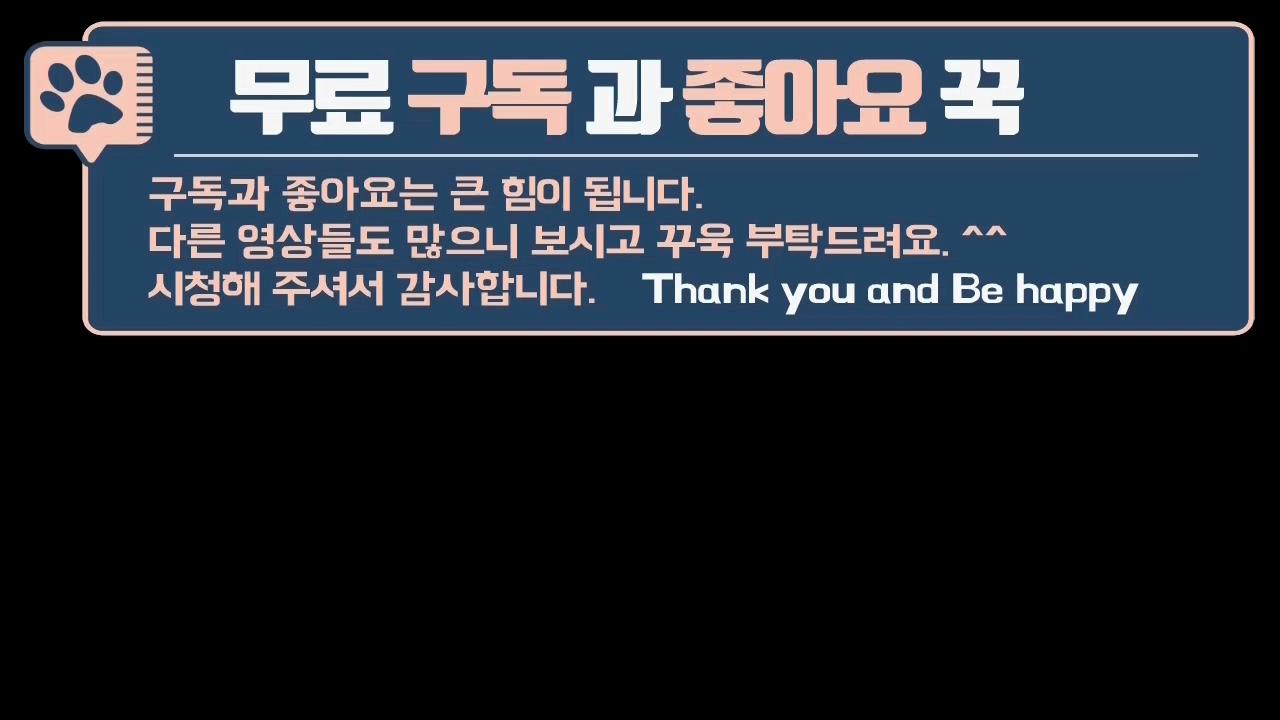 무료 구독 과 좋아요 꾹
구독과 좋아요는 큰 힘이 됩니다.
다른 영상들도 많으니 보시고 꾸욱 부탁드려요. ^^
시청해 주셔서 감사합니다. Thank you and Be happy